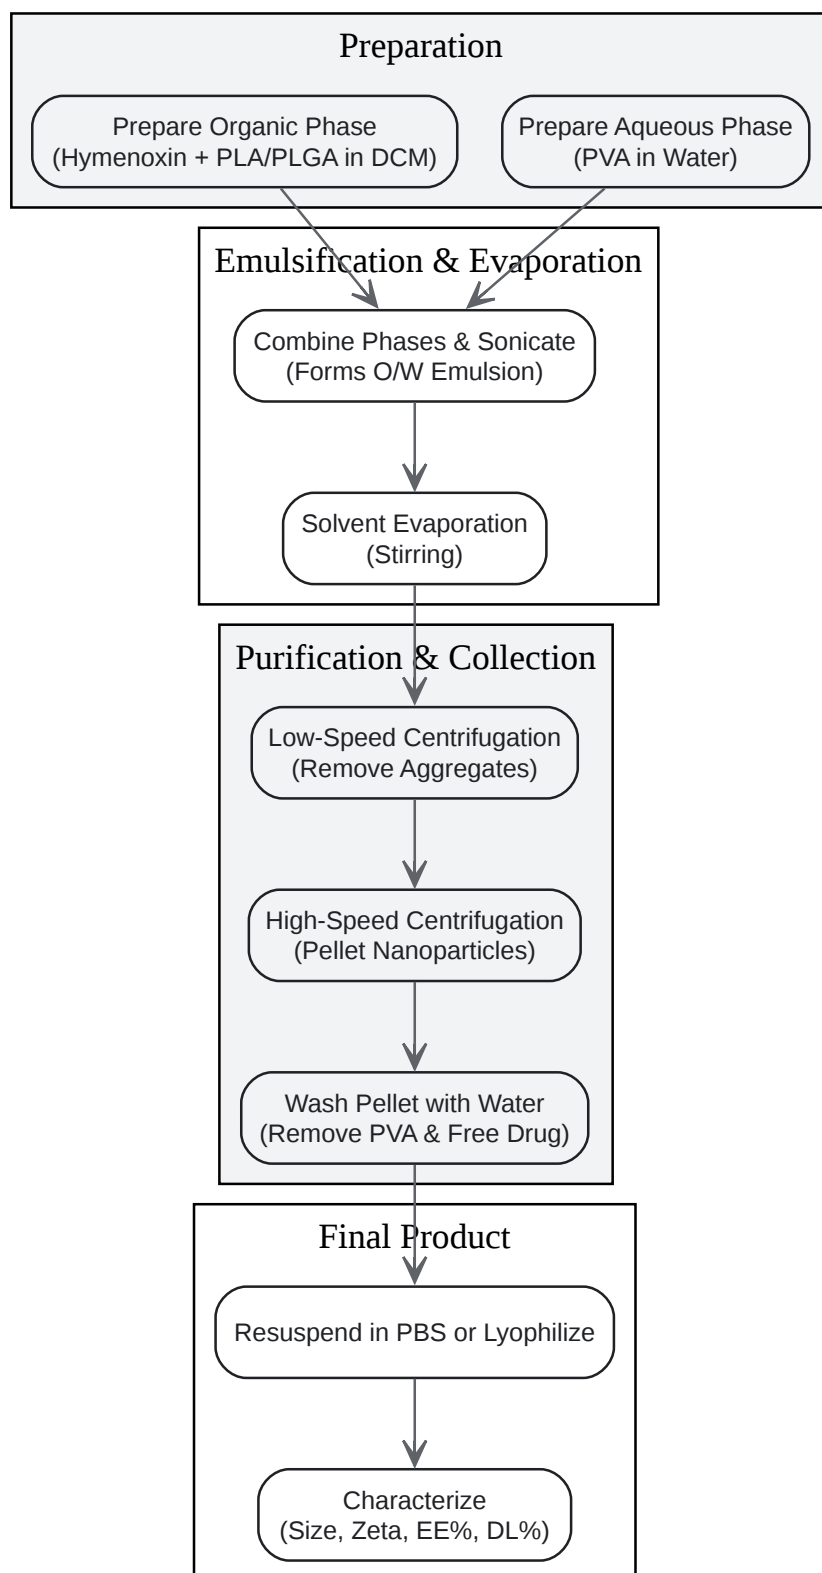 Preparation
Prepare Organic Phase
(Hymenoxin + PLA/PLGA in DCM)
Prepare Aqueous Phase
(PVA in Water)
Emulsification & Evaporation
Combine Phases & Sonicate
(Forms O/W Emulsion)
Solvent Evaporation
(Stirring)
Purification & Collection
Low-Speed Centrifugation
(Remove Aggregates)
High-Speed Centrifugation
(Pellet Nanoparticles)
Wash Pellet with Water
(Remove PVA & Free Drug)
Final Product
Resuspend in PBS or Lyophilize
Characterize
(Size, Zeta, EE%, DL%)